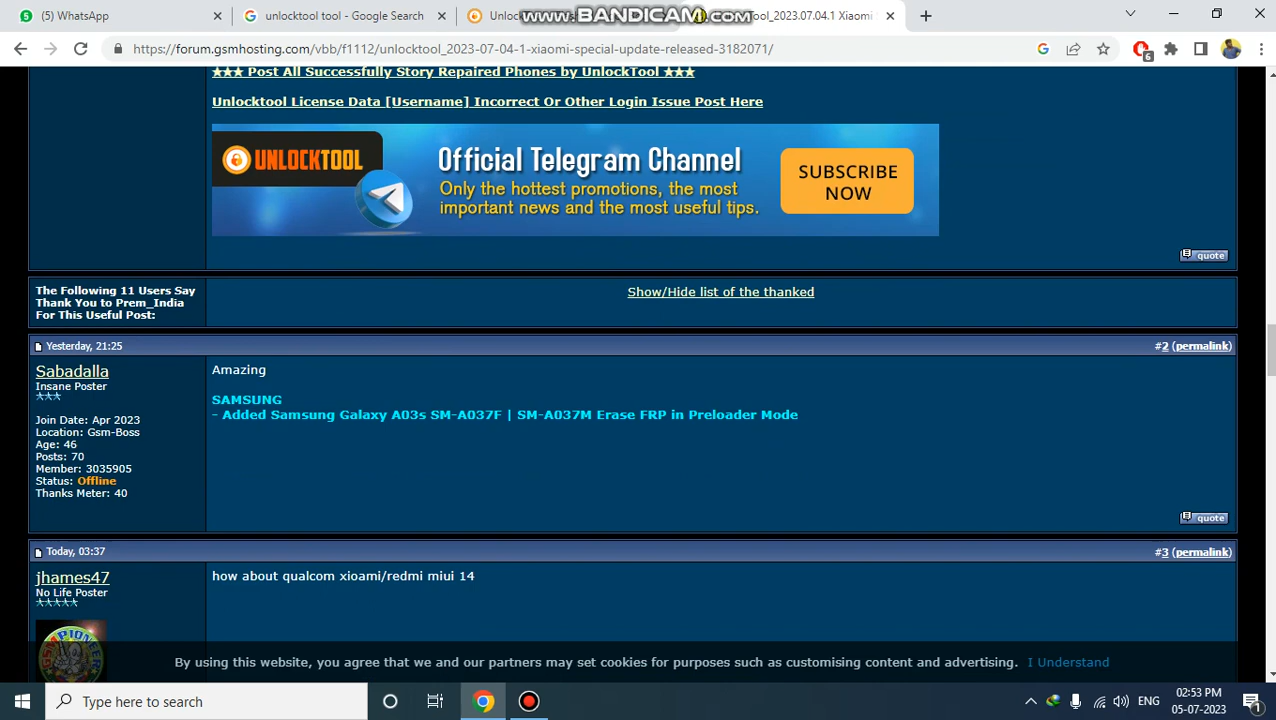 (5) WhatsApp
unlocktool tool - Google Search
Unloc
WWW.BANDICAM.COM
ool_2023.07.04.1 Xiaomi
https://forum.gsmhosting.com/vbb/f1112/unlocktool_2023-07-04-1-xiaomi-special-update-released-3182071/
6
★★★ Post All Successfully Story Repaired Phones by UnlockTool ★★★
Unlocktool License Data [Username] Incorrect Or Other Login Issue Post Here
UNLOCKTOOL
Official Telegram Channel
Only the hottest promotions, the most
important news and the most useful tips.
SUBSCRIBE
NOW
quote
The Following 11 Users Say
Thank You to Prem_India
For This Useful Post:
Show/Hide list of the thanked
Yesterday, 21:25
#2 (permalink)
Sabadalla
Insane Poster
Join Date: Apr 2023
Location: Gsm-Boss
Age: 46
Posts: 70
Member: 3035905
Status: Offline
Thanks Meter: 40
Amazing
SAMSUNG
- Added Samsung Galaxy A03s SM-A037F | SM-A037M Erase FRP in Preloader Mode
quote
Today, 03:37
#3 (permalink)
jhames47
No Life Poster
how about qualcom xioami/redmi miui 14
By using this website, you agree that we and our partners may set cookies for purposes such as customising content and advertising. I Understand
Type here to search
ENG
02:53 PM
05-07-2023
1